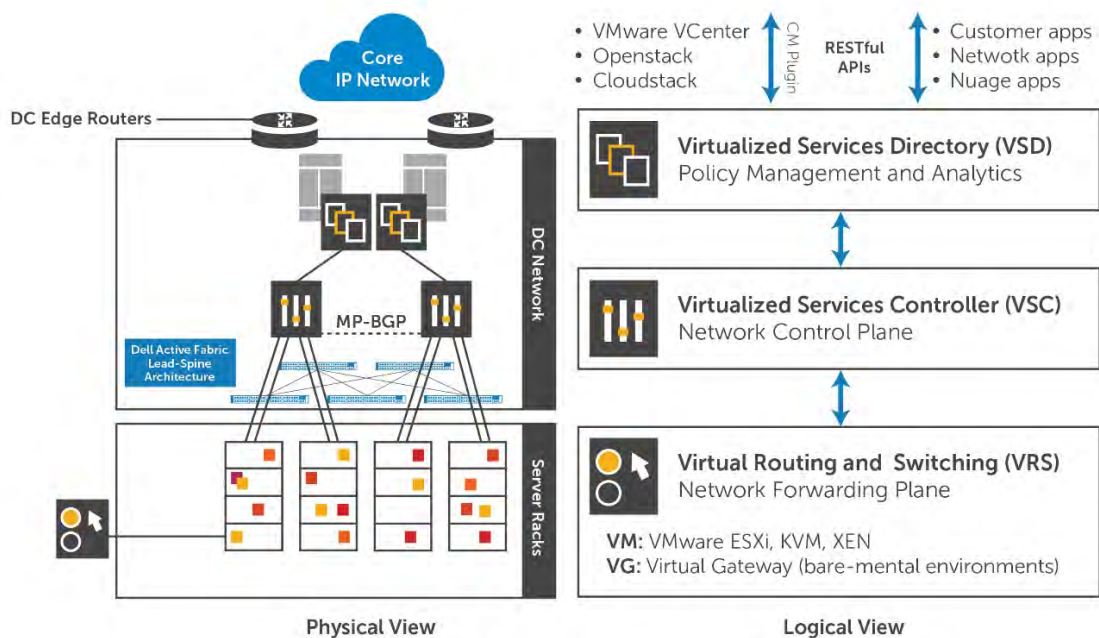 Core
IP Network
DC Edge Routers
DC Network
MP-BGP
Dell Active Fabric
Lead-Spine
Architecture
Server Racks
Physical View
• VMware VCenter
• Openstack
• Cloudstack
CM Plugin
RESTful
APIs
• Customer apps
• Netwotk apps
• Nuage apps
Virtualized Services Directory (VSD)
Policy Management and Analytics
Virtualized Services Controller (VSC)
Network Control Plane
Virtual Routing and Switching (VRS)
Network Forwarding Plane
VM: VMware ESXi, KVM, XEN
VG: Virtual Gateway (bare-mental environments)
Logical View